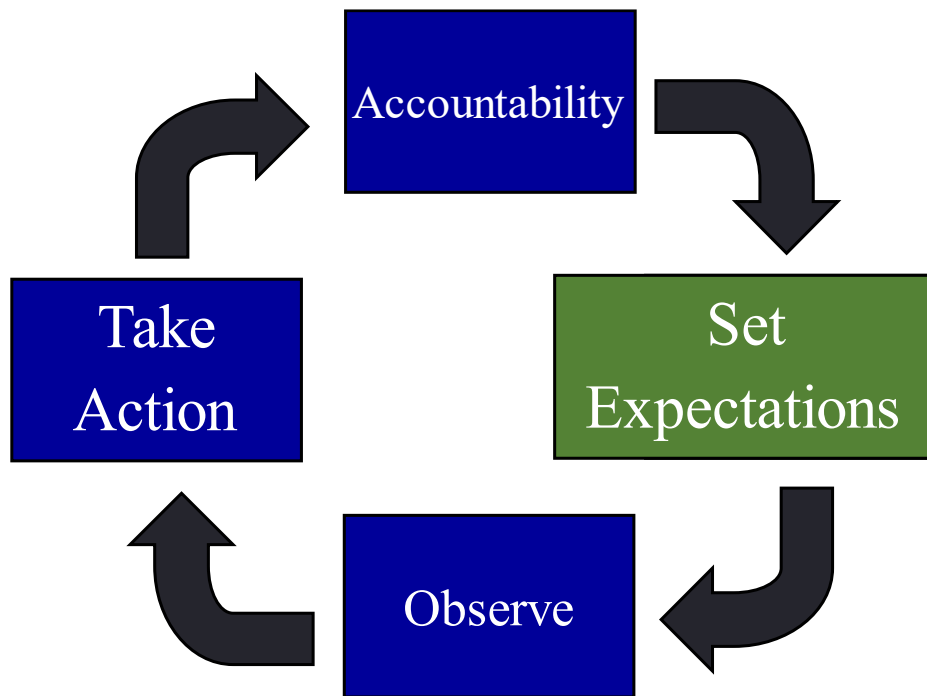 Accountability
Take
Action
Set
Expectations
Observe